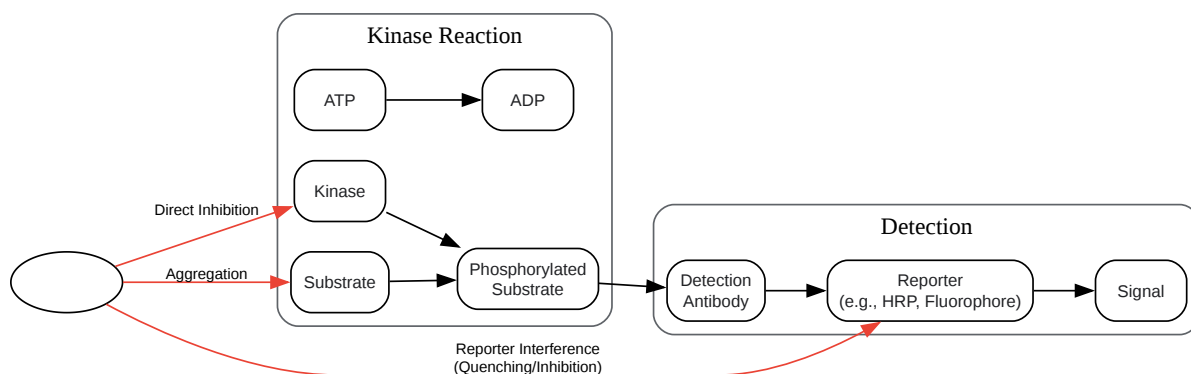 Kinase Reaction
ATP
ADP
Kinase
Direct Inhibition
Detection
Aggregation
Substrate
Phosphorylated
Substrate
Detection
Antibody
Reporter
(e.g., HRP, Fluorophore)
Signal
Reporter Interference
(Quenching/Inhibition)